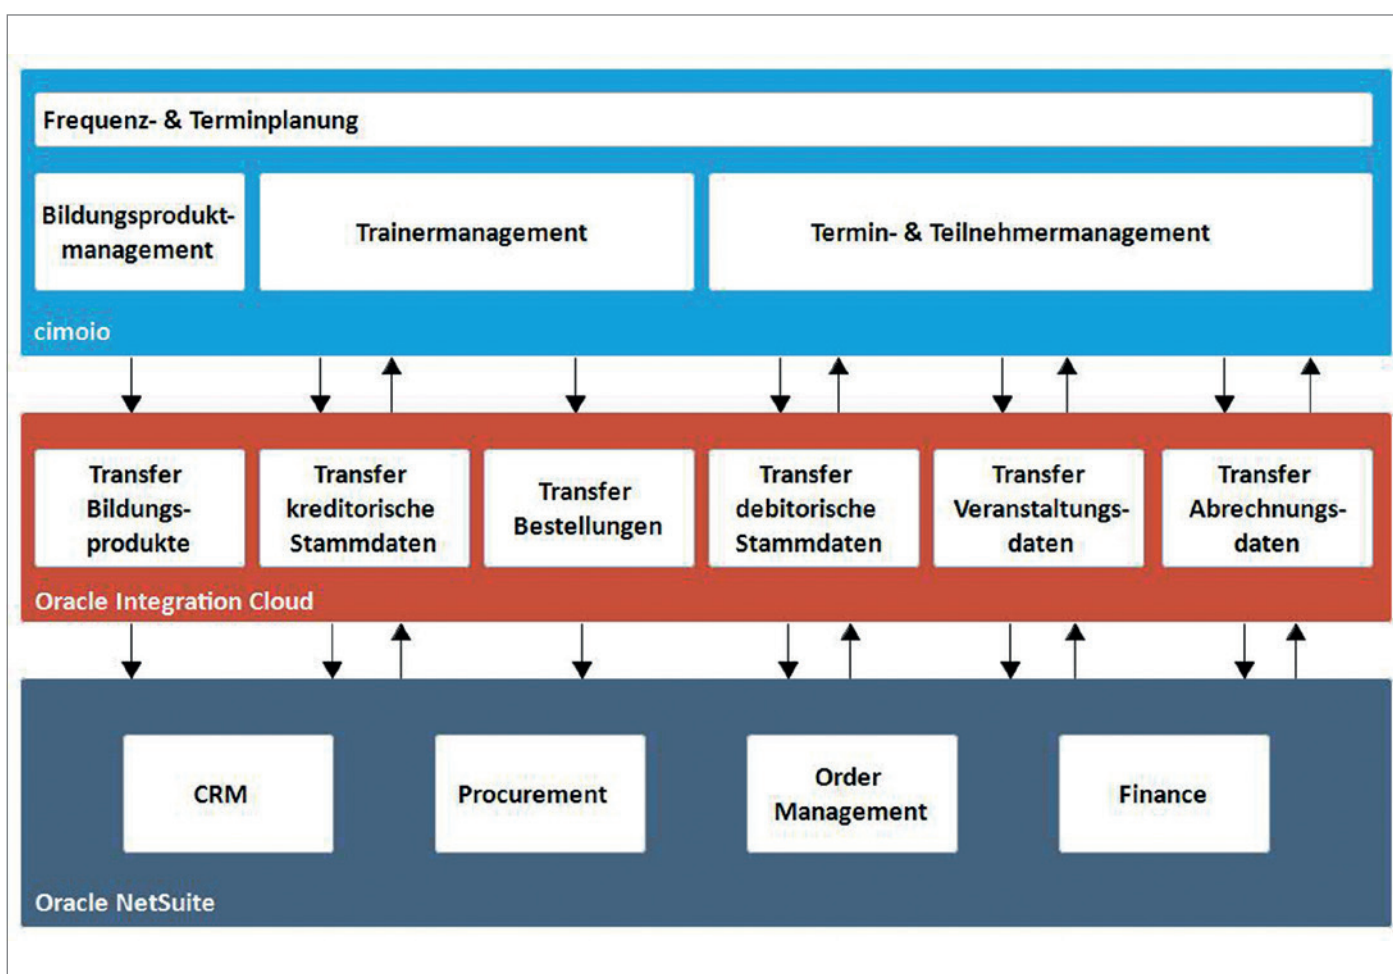 Frequenz- & Terminplanung
Bildungsprodukt-
management
Trainermanagement
Termin- & Teilnehmermanagement
cimoio
Transfer
Bildungs-
produkte
Transfer
kreditorische
Stammdaten
Transfer
Bestellungen
Transfer
debitorische
Stammdaten
Transfer
Veranstaltungs-
daten
Transfer
Abrechnungs-
daten
Oracle Integration Cloud
CRM
Procurement
Order
Management
Finance
Oracle NetSuite